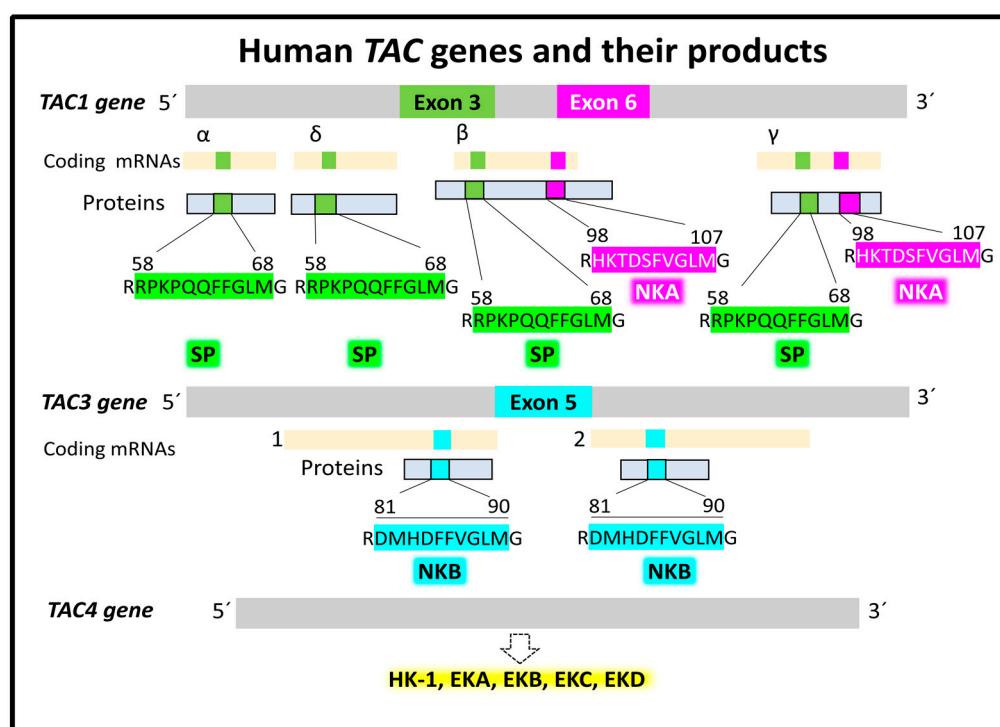 Human TAC genes and their products
TAC1 gene 5´ Exon 3 Exon 6 3´
α δ β γ
Coding mRNAs
Proteins
98 107
RHKTDSFVGLMG
NKA
98 107
RHKTDSFVGLMG
NKA
58 68
RRPKPQQFFGLMG
58 68
RRPKPQQFFGLMG
58 68
RRPKPQQFFGLMG
58 68
RRPKPQQFFGLMG
SP SP SP SP
TAC3 gene 5´ Exon 5 3´
Coding mRNAs 1 2
Proteins
81 90
RDMHDFFVGLMG
NKB
81 90
RDMHDFFVGLMG
NKB
TAC4 gene 5´ 3´
HK-1, EKA, EKB, EKC, EKD